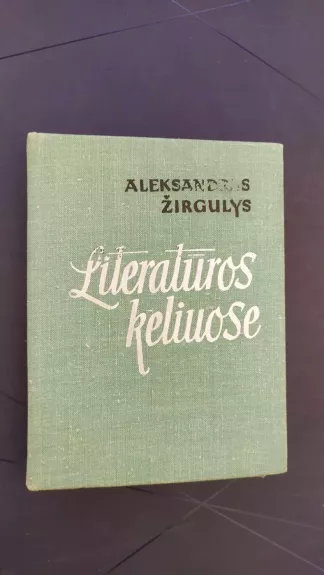 ALEKSANDRAS
ŽIRGULYS
Literatūros
keliuose